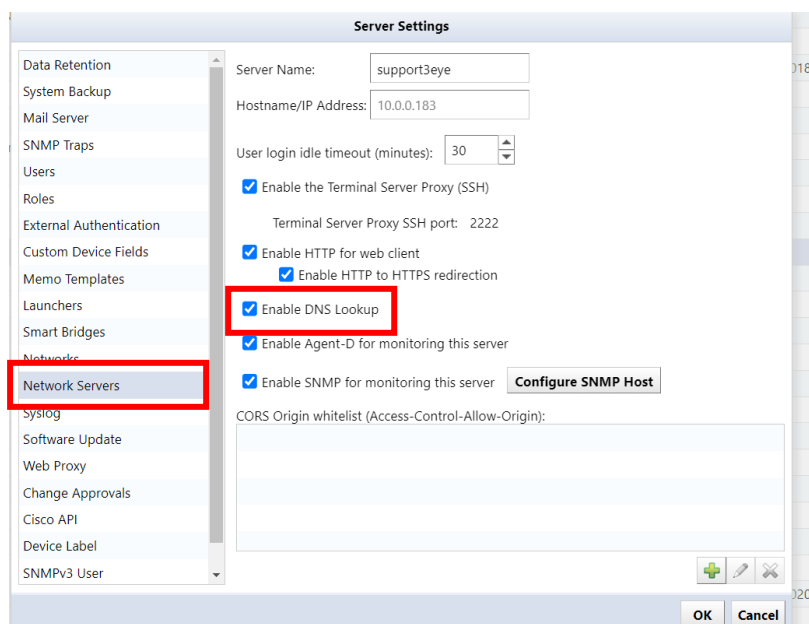 Server Settings
Data Retention
System Backup
Mail Server
SNMP Traps
Users
Roles
External Authentication
Custom Device Fields
Memo Templates
Launchers
Smart Bridges
Networks
Network Servers
Syslog
Software Update
Web Proxy
Change Approvals
Cisco API
Device Label
SNMPv3 User
Server Name: support3eye
Hostname/IP Address: 10.0.0.183
User login idle timeout (minutes): 30
Enable the Terminal Server Proxy (SSH)
Terminal Server Proxy SSH port: 2222
Enable HTTP for web client
Enable HTTP to HTTPS redirection
Enable DNS Lookup
Enable Agent-D for monitoring this server
Enable SNMP for monitoring this server Configure SNMP Host
CORS Origin whitelist (Access-Control-Allow-Origin):
OK Cancel